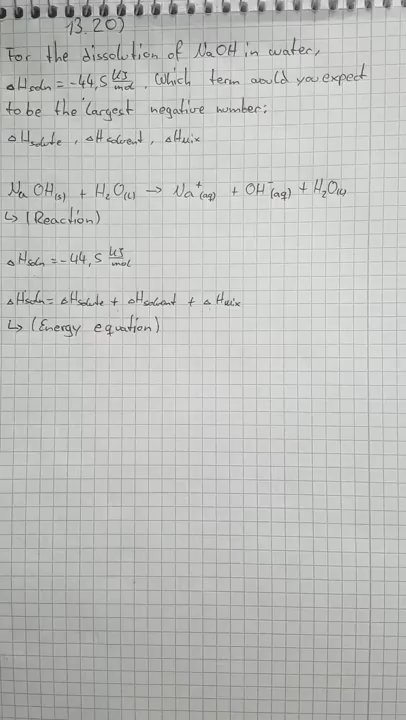 13.20)
For the dissolution of NaOH in water,
ΔHsoln = -44,5 kJ/mol. Which term would you expect
to be the largest negative number:
ΔHsolute, ΔHsolvent, ΔHmix
NaOH(s) + H₂O(l) → Na⁺(aq) + OH⁻(aq) + H₂O(l)
↳ (Reaction)
ΔHsoln = -44,5 kJ/mol
ΔHsoln = ΔHsolute + ΔHsolvent + ΔHmix
↳ (Energy equation)